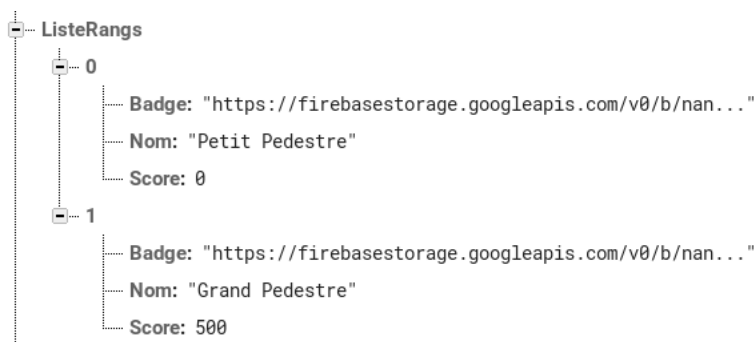 ListeRangs
0
Badge: "https://firebasestorage.googleapis.com/v0/b/nan..."
Nom: "Petit Pedestre"
Score: 0
1
Badge: "https://firebasestorage.googleapis.com/v0/b/nan..."
Nom: "Grand Pedestre"
Score: 500